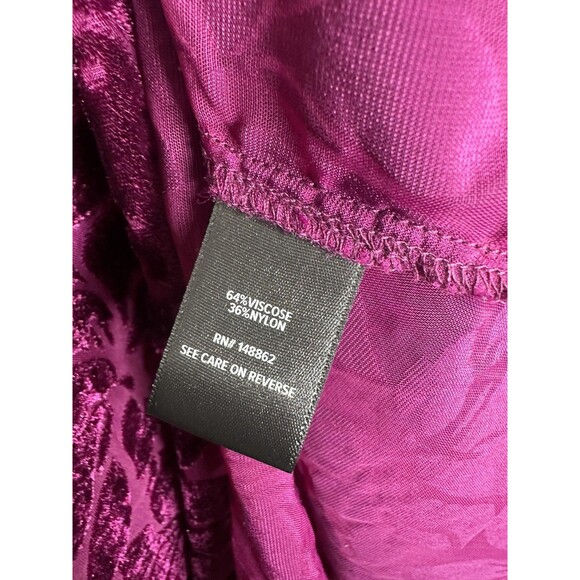 64%VISCOSE
36%NYLON
RN# 148862
SEE CARE ON REVERSE